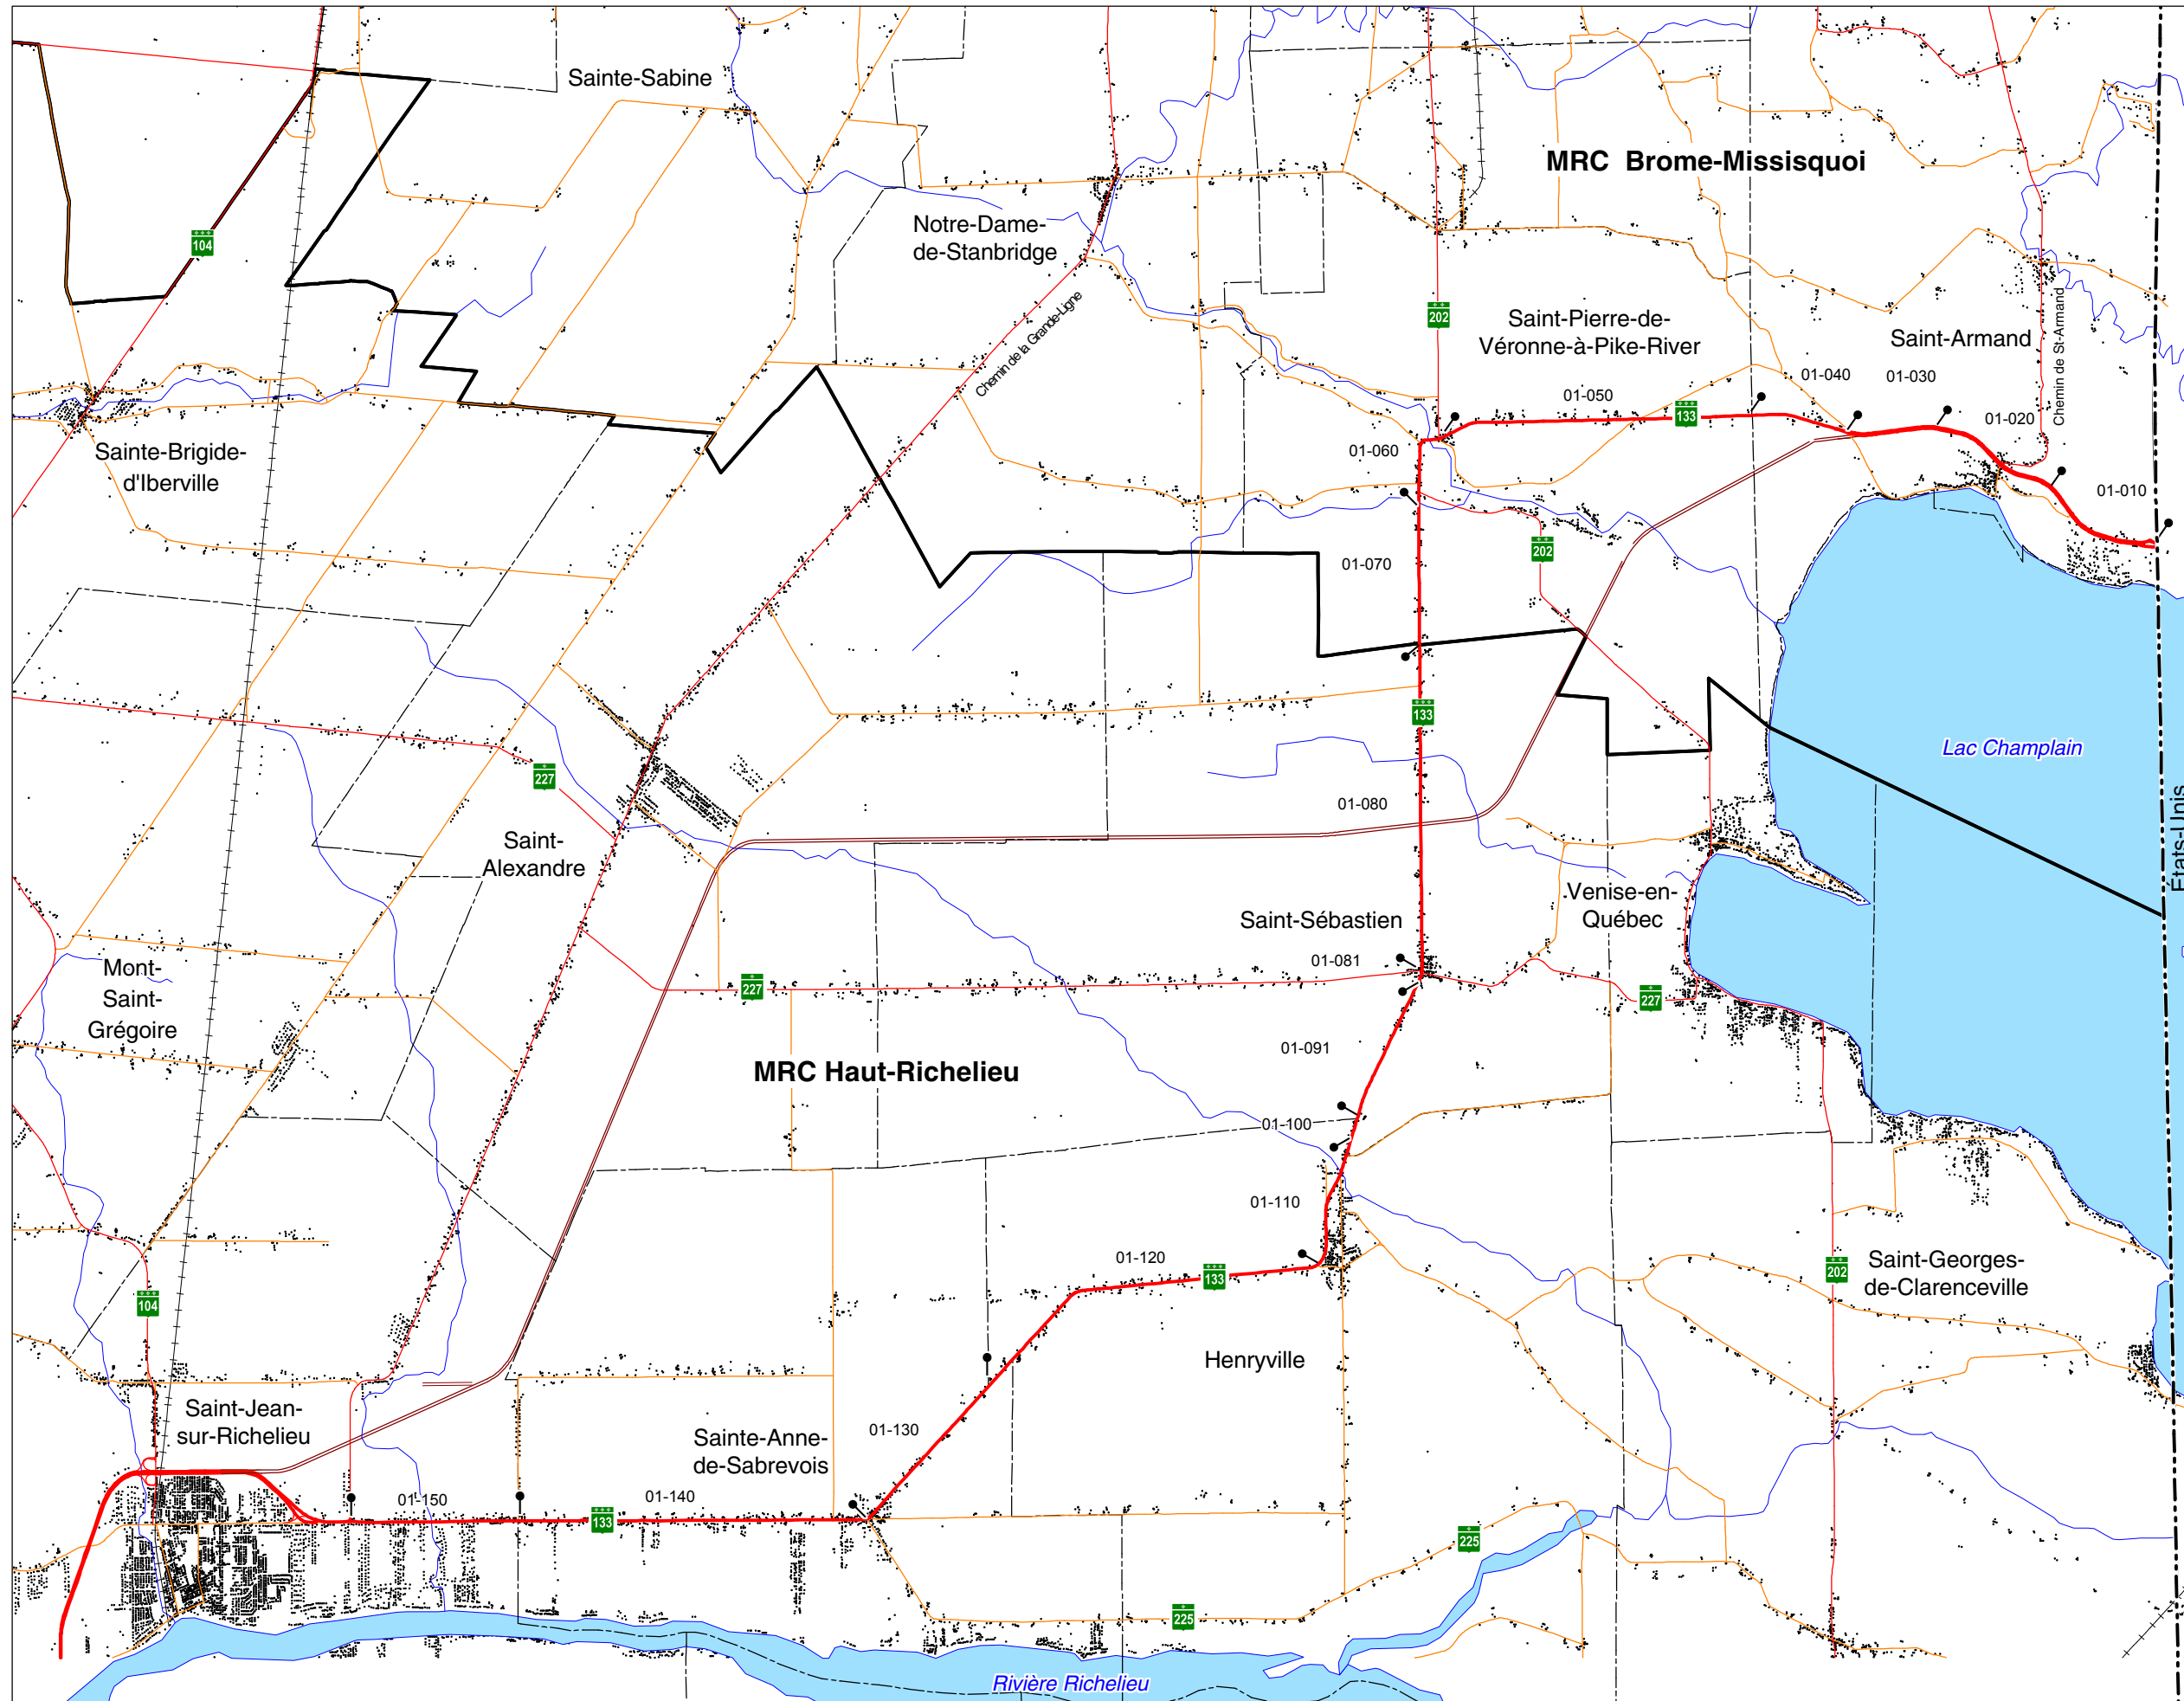 Sainte-Sabine
MRC Brome-Missisquoi
104
Notre-Dame-
de-Stanbridge
Chemin de la Grande-Ligne
202
Saint-Pierre-de-
Véronne-à-Pike-River
Saint-Armand
Chemin de St-Armand
01-050
01-040
01-030
01-020
133
01-010
01-060
Sainte-Brigide-
d'Iberville
202
01-070
133
Lac Champlain
États-Unis
227
01-080
Saint-
Alexandre
Venise-en-
Québec
Saint-Sébastien
01-081
227
227
Mont-
Saint-
Grégoire
01-091
MRC Haut-Richelieu
01-100
01-110
01-120
133
202
Saint-Georges-
de-Clarenceville
104
Henryville
Saint-Jean-
sur-Richelieu
Sainte-Anne-
de-Sabrevois
01-130
01-150
01-140
133
225
225
Rivière Richelieu